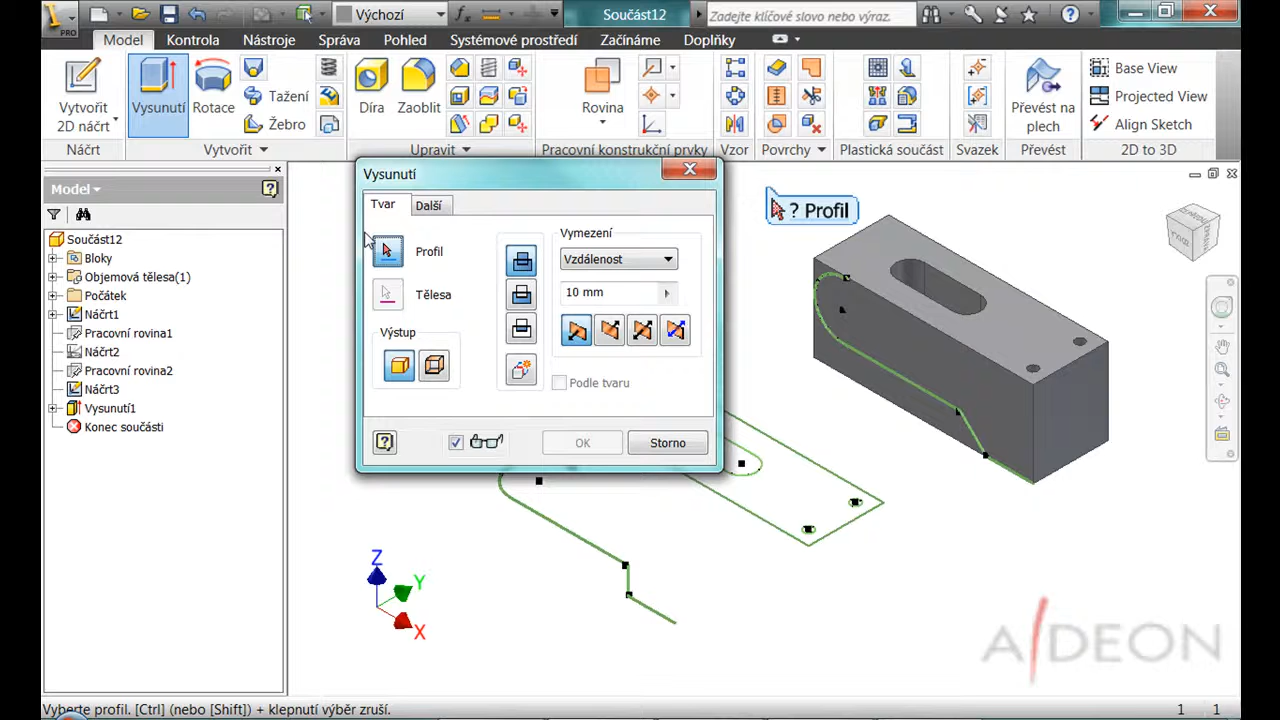 PRO
Výchozí
Součást12
Zadejte klíčové slovo nebo výraz.
Model
Kontrola
Nástroje
Správa
Pohled
Systémové prostředí
Začínáme
Doplňky
Vytvořit
2D náčrt
Vysunutí
Rotace
Tažení
Žebro
Díra
Zaoblit
Rovina
Převést na
plech
Base View
Projected View
Align Sketch
Náčrt
Vytvořit
Upravit
Pracovní konstrukční prvky
Vzor
Povrchy
Plastická součást
Svazek
Převést
2D to 3D
Model
Součást12
Bloky
Objemová tělesa(1)
Počátek
Náčrt1
Pracovní rovina1
Náčrt2
Pracovní rovina2
Náčrt3
Vysunutí1
Konec součásti
Vysunutí
Tvar
Další
Profil
Tělesa
Výstup
Vymezení
Vzdálenost
10 mm
Podle tvaru
OK
Storno
? Profil
Z
Y
X
A/DEON
Vyberte profil. [Ctrl] (nebo [Shift]) + klepnutí výběr zruší.
1
1